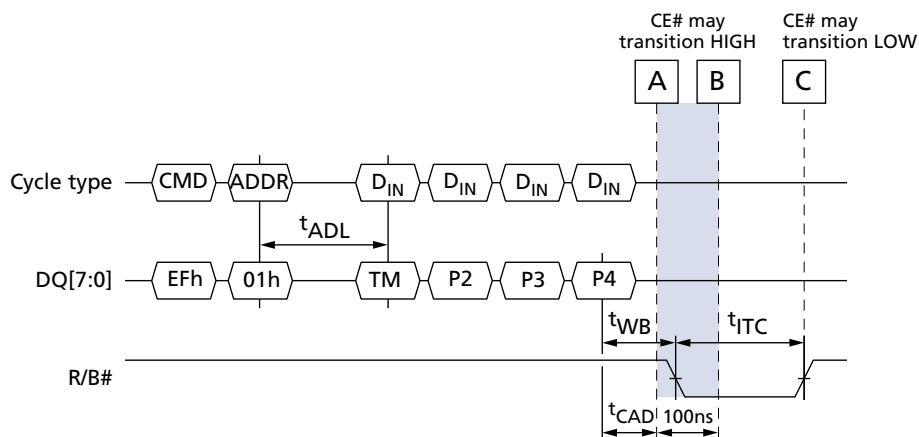 CE# may
transition HIGH
CE# may
transition LOW
A B C
Cycle type CMD ADDR DIN DIN DIN DIN
tADL
DQ[7:0] EFh 01h TM P2 P3 P4
tWB tITC
R/B#
tCAD 100ns